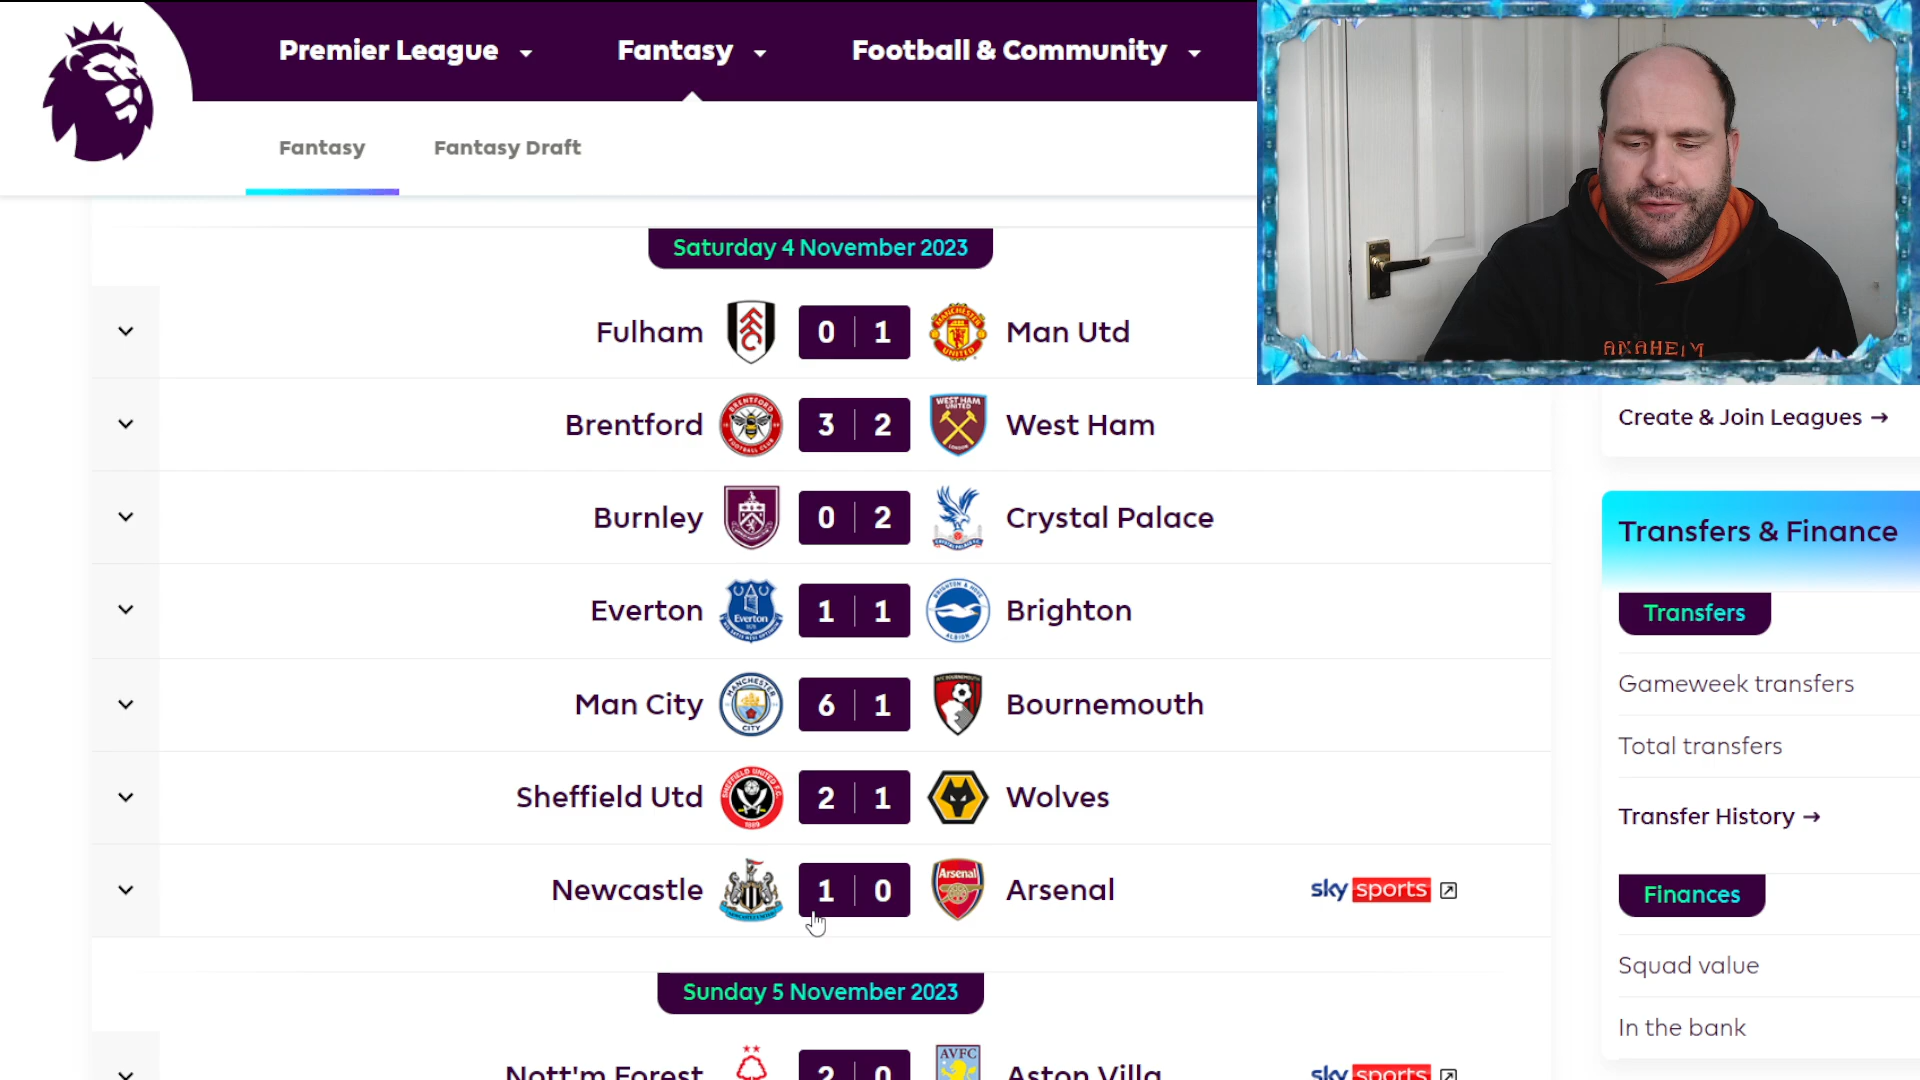 Premier League
Fantasy
Football & Community
Fantasy
Fantasy Draft
ANAHEIM
Saturday 4 November 2023
Fulham 0 1 Man Utd
Brentford 3 2 West Ham
Burnley 0 2 Crystal Palace
Everton 1 1 Brighton
Man City 6 1 Bournemouth
Sheffield Utd 2 1 Wolves
Newcastle 1 0 Arsenal sky sports
Sunday 5 November 2023
Nott'm Forest 2 0 Aston Villa sky sports
Create & Join Leagues →
Transfers & Finance
Transfers
Gameweek transfers
Total transfers
Transfer History →
Finances
Squad value
In the bank